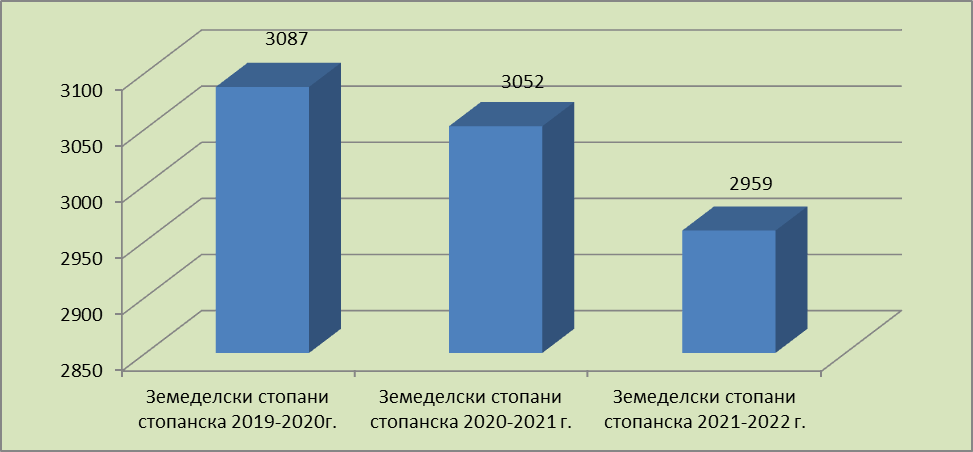 3087
3052
2959
3100
3050
3000
2950
2900
2850
Земеделски стопани
стопанска 2019-2020г.
Земеделски стопани
стопанска 2020-2021 г.
Земеделски стопани
стопанска 2021-2022 г.